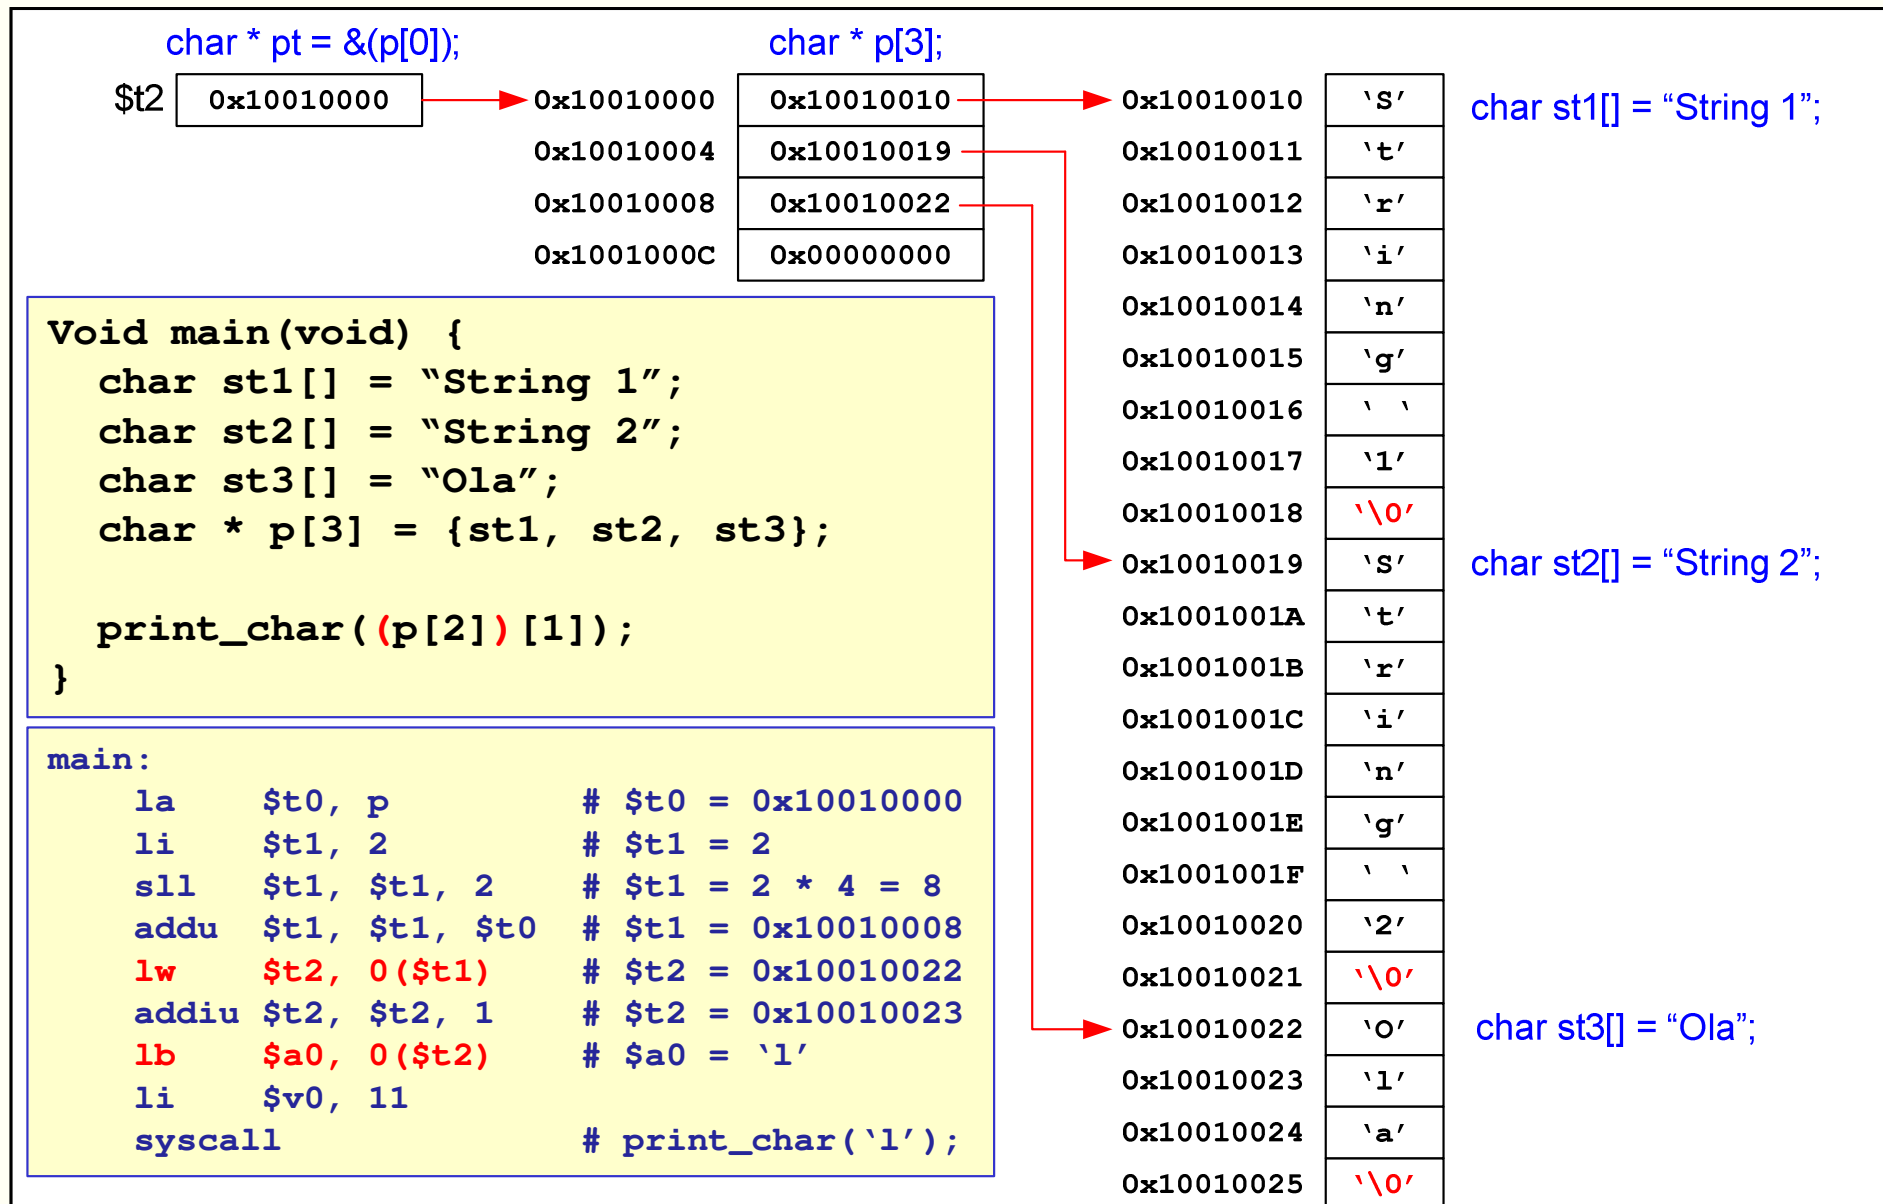 char * pt = &(p[0]);
char * p[3];
$t2 0x10010000
0x10010000 0x10010010
0x10010004 0x10010019
0x10010008 0x10010022
0x1001000C 0x00000000
Void main(void) {
char st1[] = “String 1”;
char st2[] = “String 2”;
char st3[] = “Ola”;
char * p[3] = {st1, st2, st3};
print_char((p[2])[1]);
}
main:
la $t0, p # $t0 = 0x10010000
li $t1, 2 # $t1 = 2
sll $t1, $t1, 2 # $t1 = 2 * 4 = 8
addu $t1, $t1, $t0 # $t1 = 0x10010008
lw $t2, 0($t1) # $t2 = 0x10010022
addiu $t2, $t2, 1 # $t2 = 0x10010023
lb $a0, 0($t2) # $a0 = ‘l’
li $v0, 11
syscall # print_char(‘l’);
0x10010010 ‘S’ char st1[] = “String 1”;
0x10010011 ‘t’
0x10010012 ‘r’
0x10010013 ‘i’
0x10010014 ‘n’
0x10010015 ‘g’
0x10010016 ‘ ‘
0x10010017 ‘1’
0x10010018 ‘\0’
0x10010019 ‘S’ char st2[] = “String 2”;
0x1001001A ‘t’
0x1001001B ‘r’
0x1001001C ‘i’
0x1001001D ‘n’
0x1001001E ‘g’
0x1001001F ‘ ‘
0x10010020 ‘2’
0x10010021 ‘\0’
0x10010022 ‘O’ char st3[] = “Ola”;
0x10010023 ‘l’
0x10010024 ‘a’
0x10010025 ‘\0’